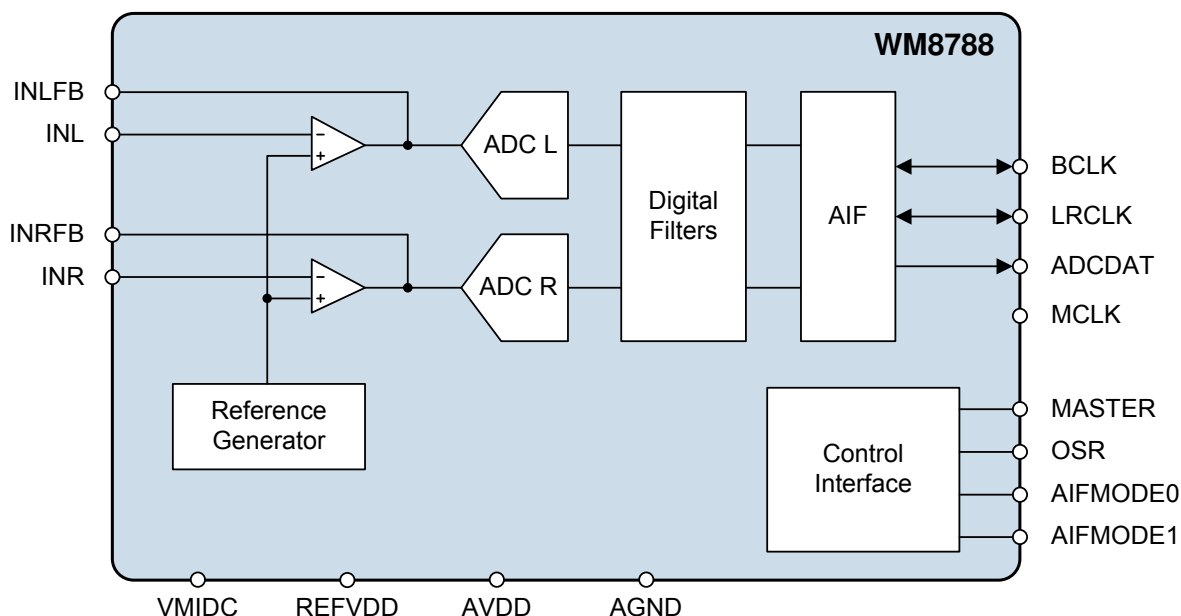 WM8788
INLFB
INL
INRFB
INR
-
+
ADC L
-
+
ADC R
Digital
Filters
AIF
BCLK
LRCLK
ADCDAT
MCLK
Reference
Generator
Control
Interface
MASTER
OSR
AIFMODE0
AIFMODE1
VMIDC
REFVDD
AVDD
AGND